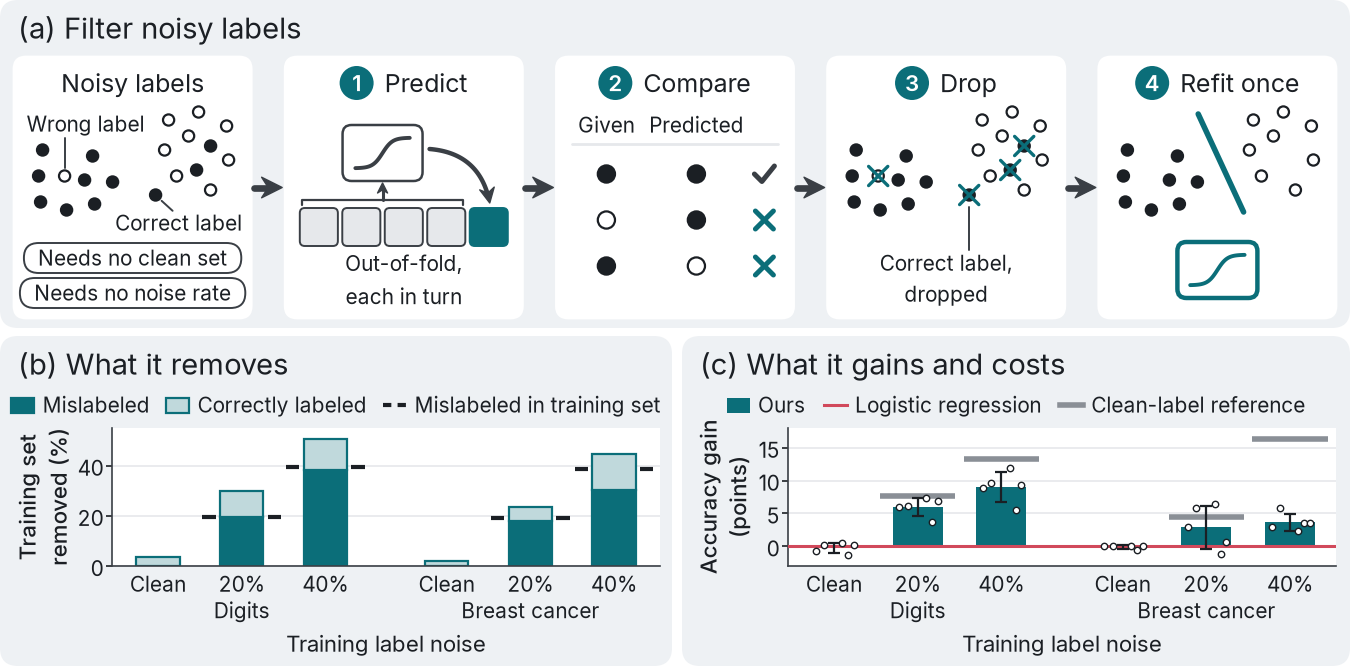 (a) Filter noisy labels
Noisy labels
Wrong label
Correct label
Needs no clean set
Needs no noise rate
1 Predict
Out-of-fold,
each in turn
2 Compare
Given Predicted
3 Drop
Correct label,
dropped
4 Refit once
(b) What it removes
Mislabeled Correctly labeled Mislabeled in training set
Training set
removed (%)
40
20
0
Clean 20% 40% Clean 20% 40%
Digits Breast cancer
Training label noise
(c) What it gains and costs
Ours Logistic regression Clean-label reference
Accuracy gain
(points)
15
10
5
0
Clean 20% 40% Clean 20% 40%
Digits Breast cancer
Training label noise